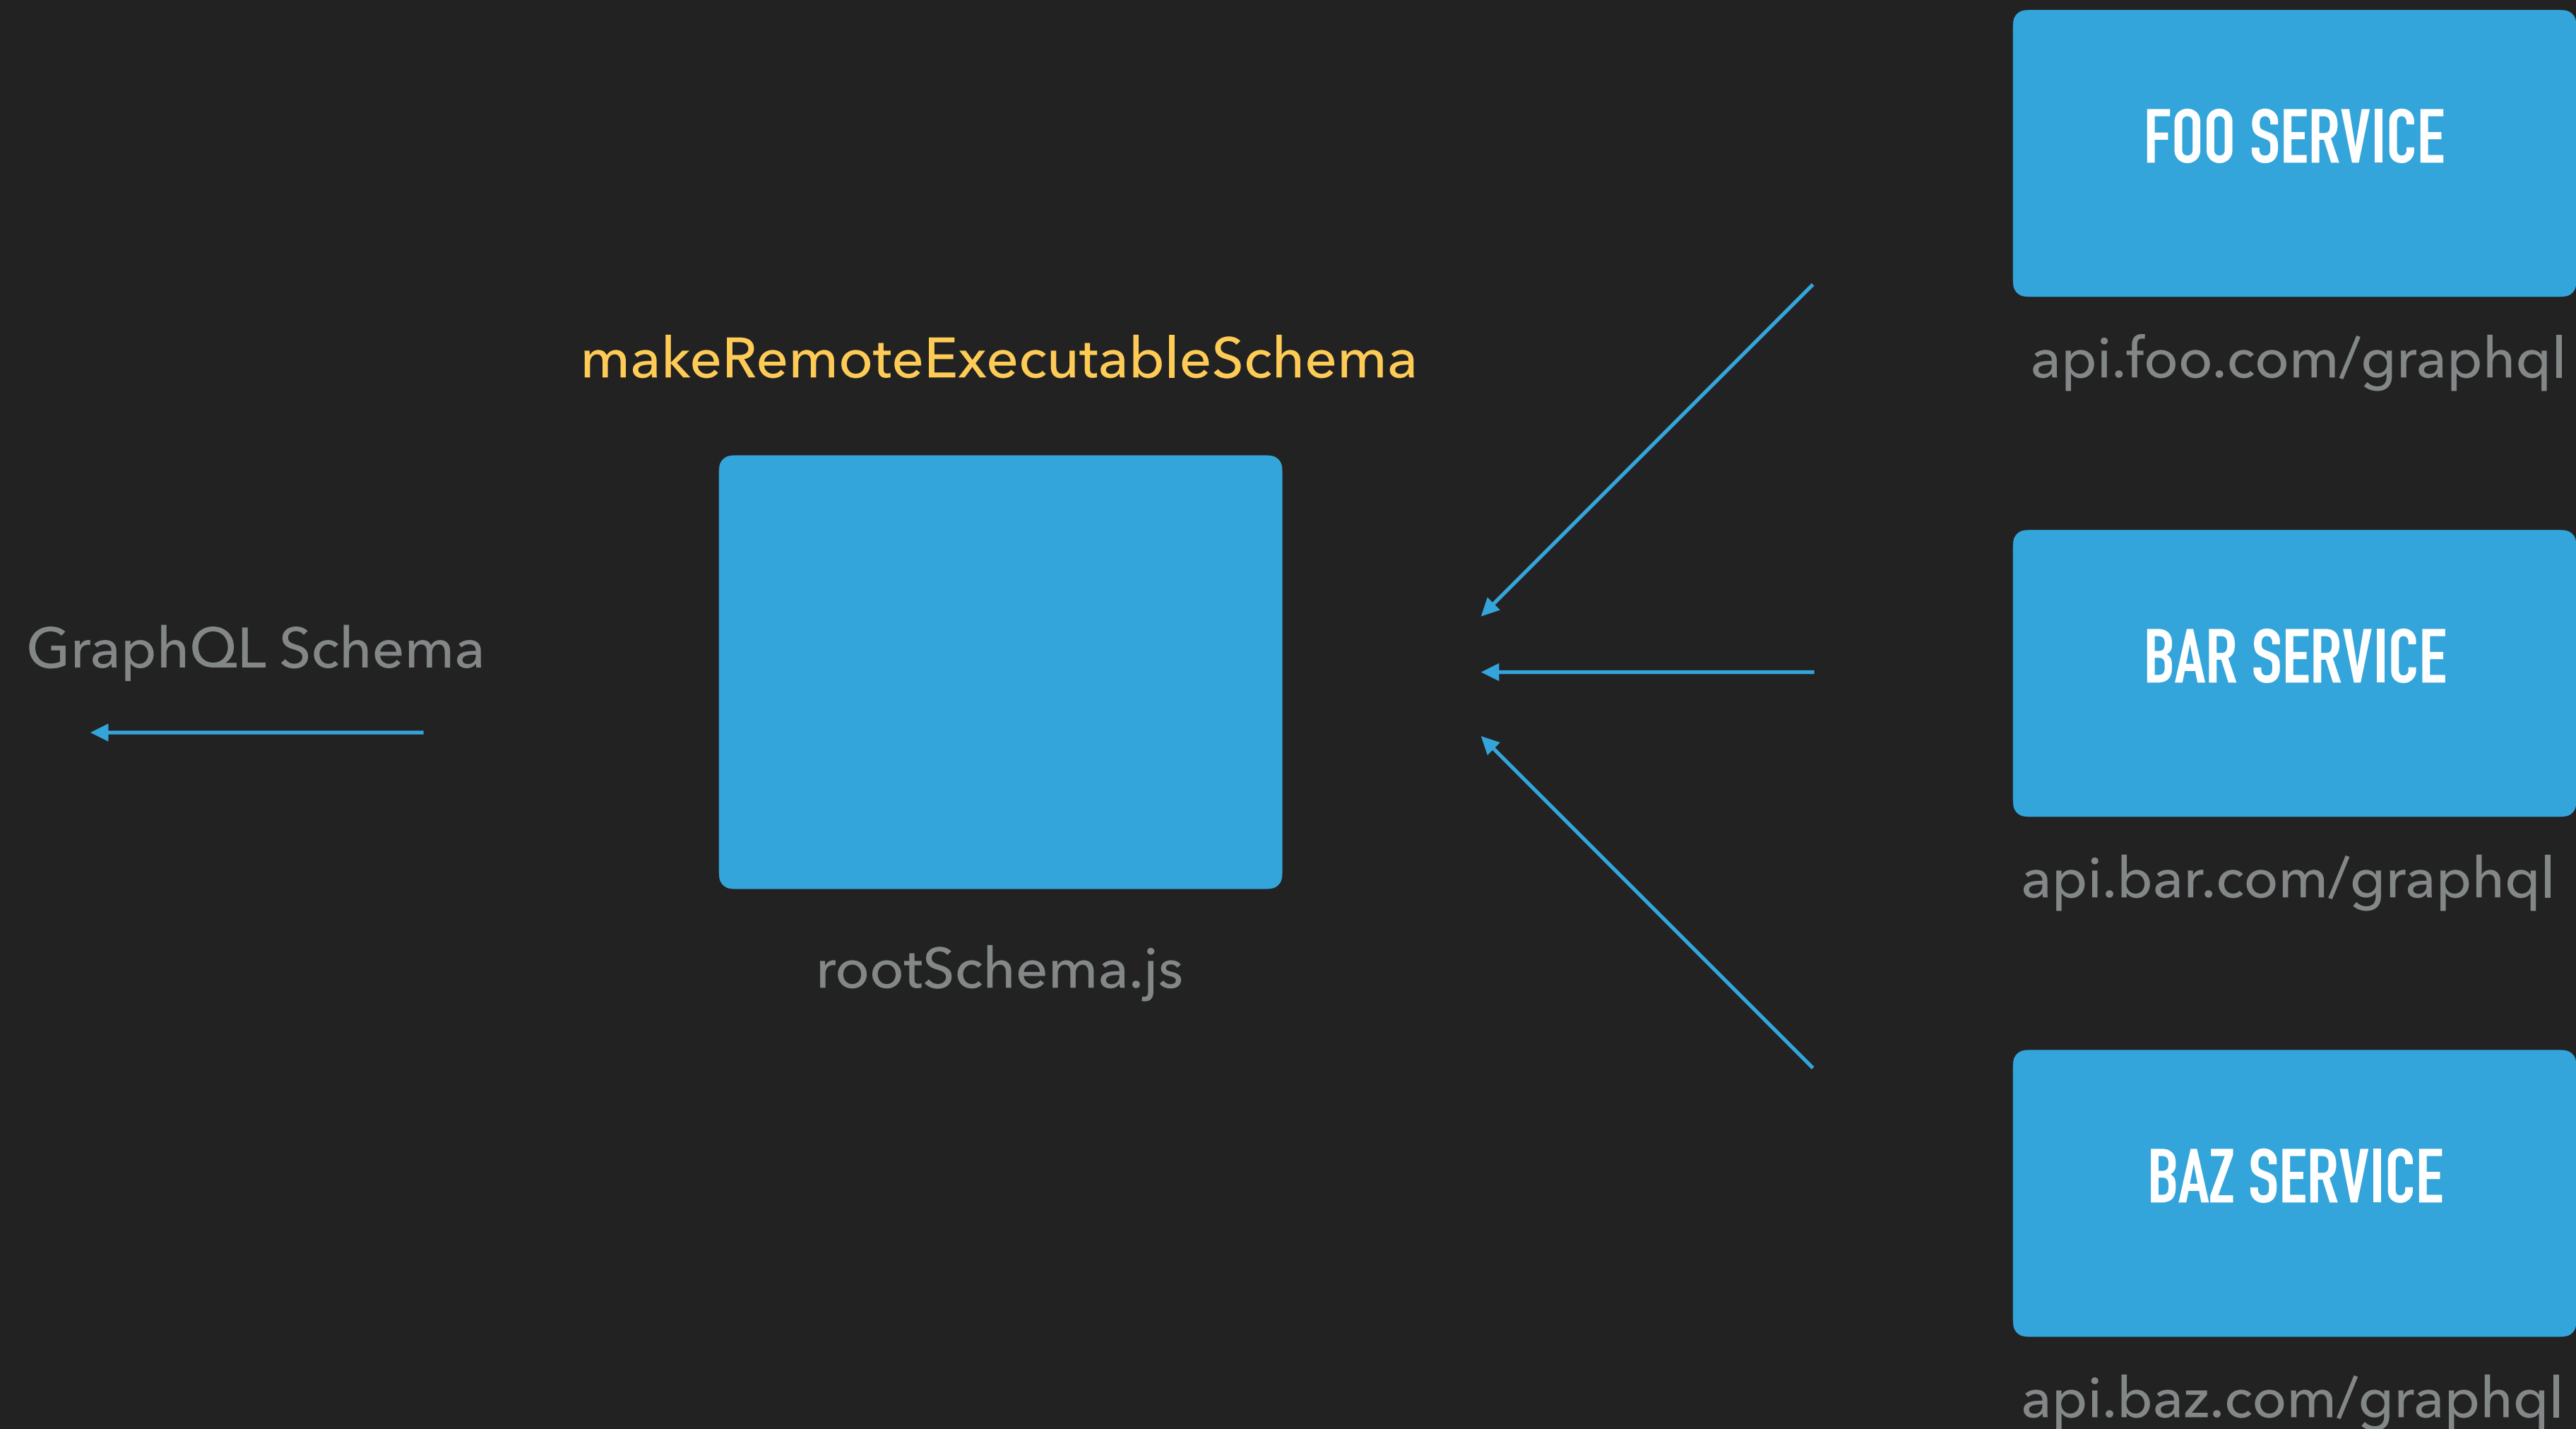 GraphQL Schema
makeRemoteExecutableSchema
rootSchema.js
FOO SERVICE
api.foo.com/graphql
BAR SERVICE
api.bar.com/graphql
BAZ SERVICE
api.baz.com/graphql